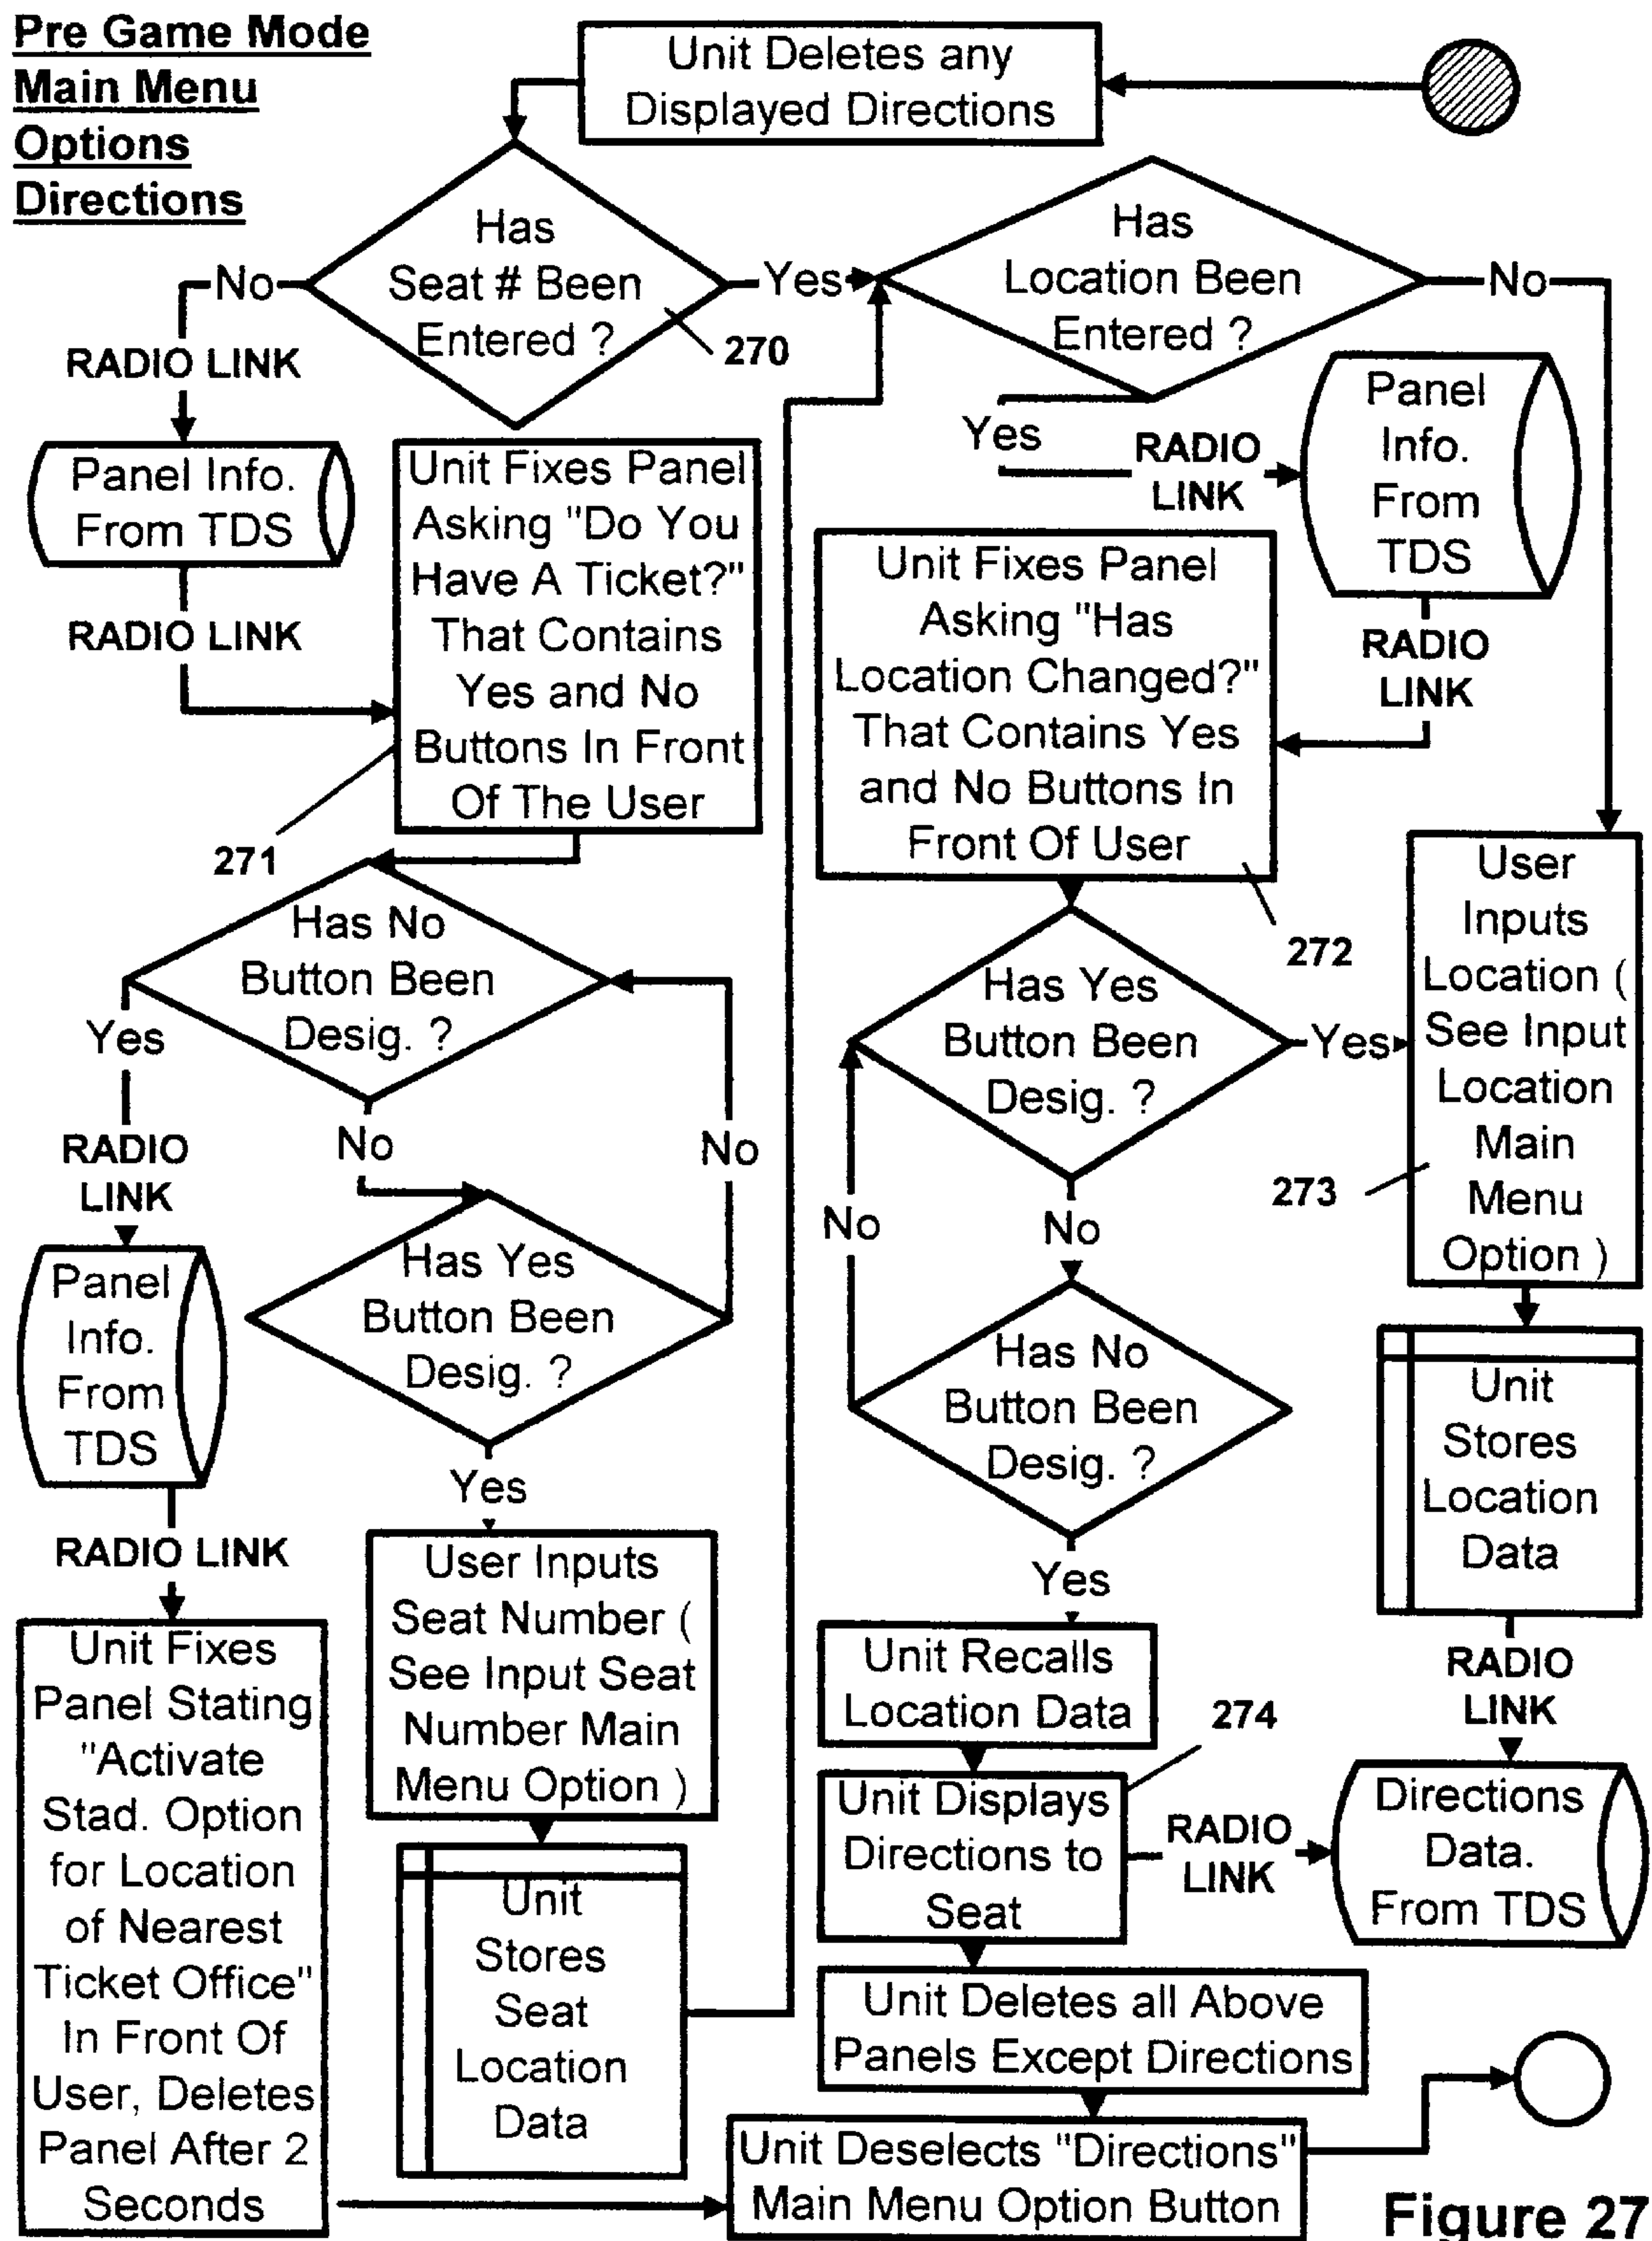 Pre Game Mode
Main Menu
Options
Directions
Unit Deletes any
Displayed Directions
Has
Seat # Been
Entered ?
270
No
Yes
Has
Location Been
Entered ?
No
Yes
RADIO LINK
Panel Info.
From TDS
RADIO LINK
Unit Fixes Panel
Asking "Do You
Have A Ticket?"
That Contains
Yes and No
Buttons In Front
Of The User
271
RADIO
LINK
Panel
Info.
From
TDS
RADIO
LINK
Unit Fixes Panel
Asking "Has
Location Changed?"
That Contains Yes
and No Buttons In
Front Of User
272
Has No
Button Been
Desig. ?
Yes
No
No
RADIO
LINK
Panel
Info.
From
TDS
RADIO LINK
Has Yes
Button Been
Desig. ?
Yes
Has Yes
Button Been
Desig. ?
Yes
No
No
User
Inputs
Location (
See Input
Location
Main
Menu
Option )
273
Has No
Button Been
Desig. ?
Yes
Unit
Stores
Location
Data
RADIO
LINK
Unit Fixes
Panel Stating
"Activate
Stad. Option
for Location
of Nearest
Ticket Office"
In Front Of
User, Deletes
Panel After 2
Seconds
User Inputs
Seat Number (
See Input Seat
Number Main
Menu Option )
Unit
Stores
Seat
Location
Data
Unit Recalls
Location Data
274
Unit Displays
Directions to
Seat
RADIO
LINK
Directions
Data.
From TDS
Unit Deletes all Above
Panels Except Directions
Unit Deselects "Directions"
Main Menu Option Button
Figure 27